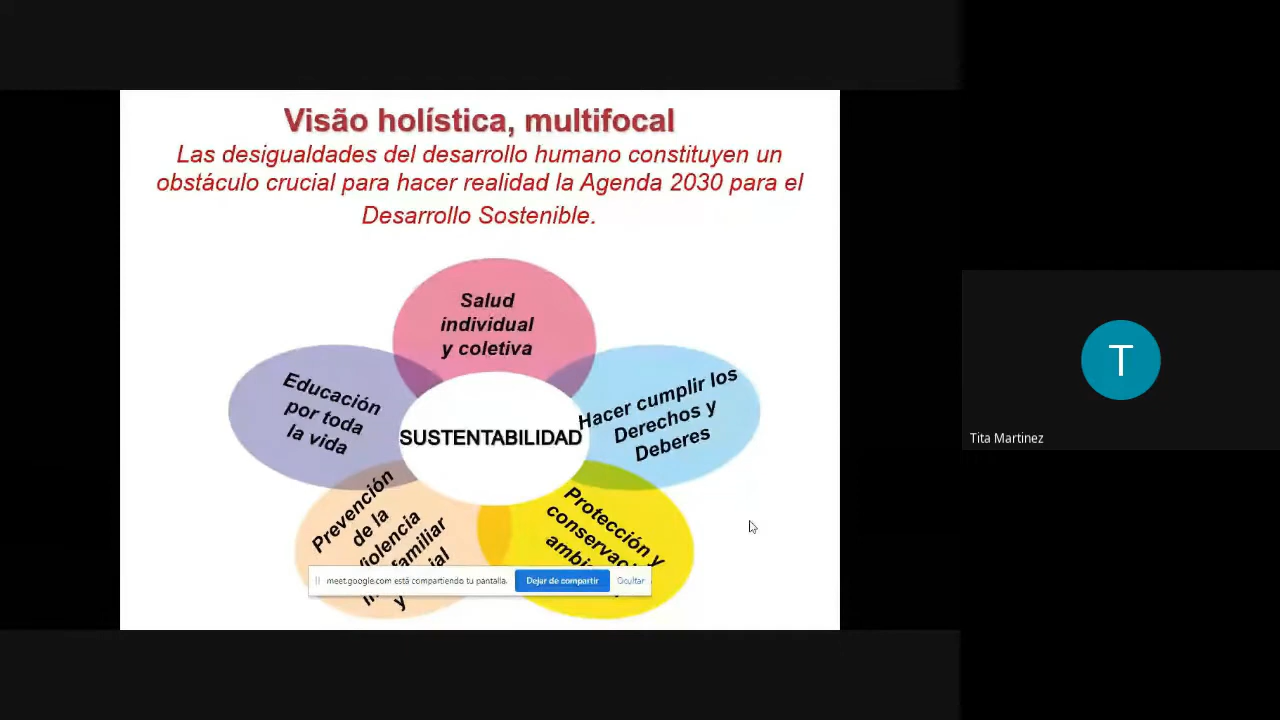 Visão holística, multifocal
Las desigualdades del desarrollo humano constituyen un
obstáculo crucial para hacer realidad la Agenda 2030 para el
Desarrollo Sostenible.
Salud
individual
y coletiva
Educación
por toda
la vida
Hacer cumplir los
Derechos y
Deberes
SUSTENTABILIDAD
Prevención
de la
Protección y
meet.google.com está compartiendo tu pantalla.
Dejar de compartir
Ocultar
T
Tita Martinez